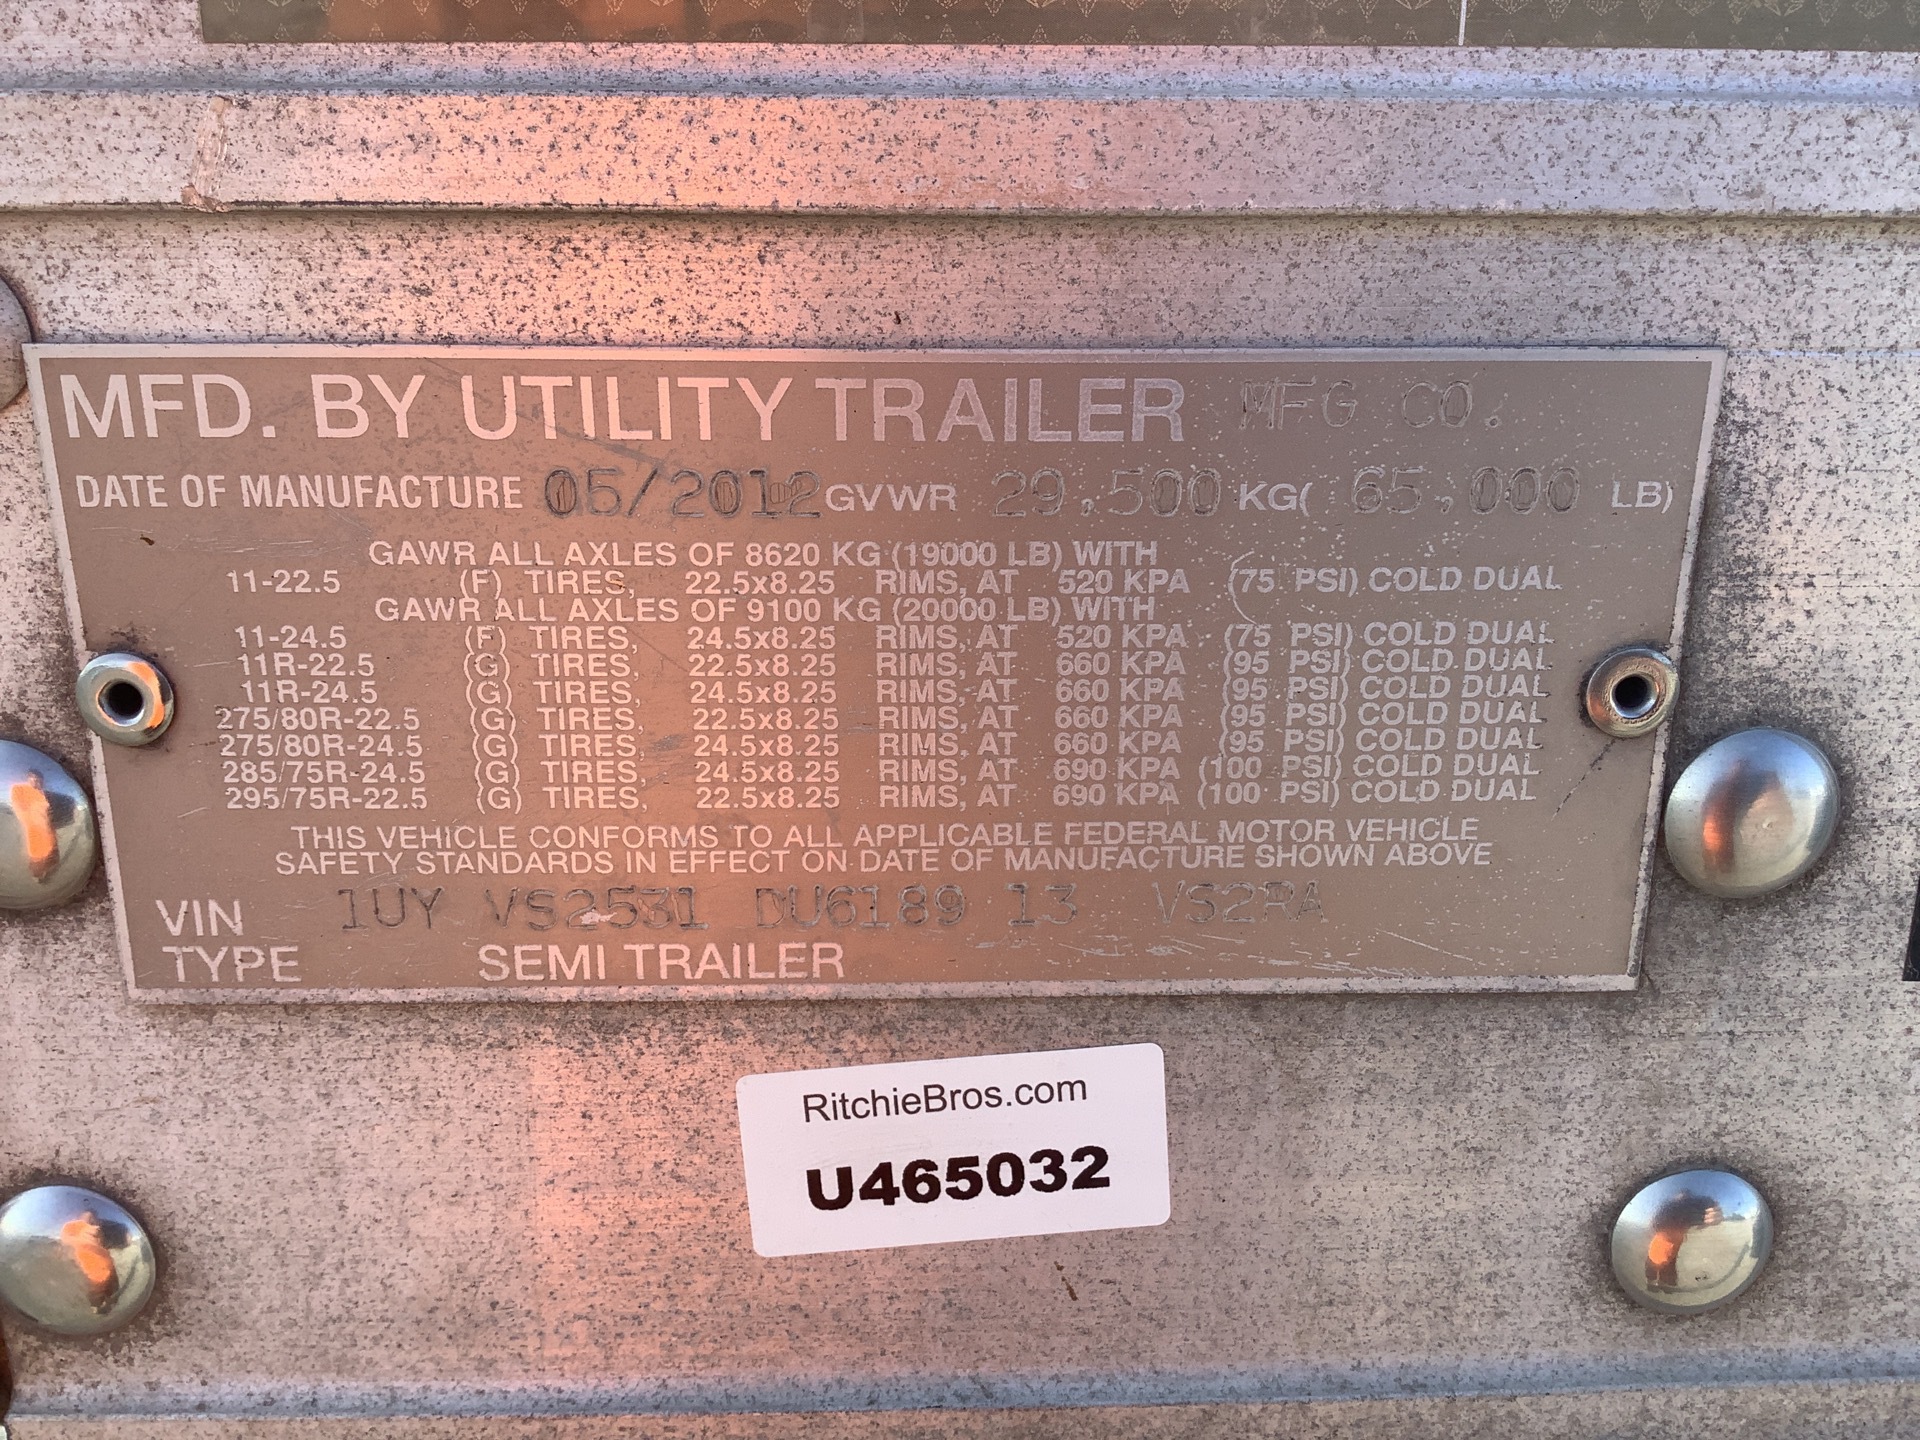 MFD. BY UTILITY TRAILER MFG CO.
DATE OF MANUFACTURE 05/2012 GVWR 29,500 KG( 65,000 LB)
GAWR ALL AXLES OF 8620 KG (19000 LB) WITH
11-22.5 (F) TIRES, 22.5x8.25 RIMS, AT 520 KPA (75 PSI) COLD DUAL
GAWR ALL AXLES OF 9100 KG (20000 LB) WITH
11-24.5 (F) TIRES, 24.5x8.25 RIMS, AT 520 KPA (75 PSI) COLD DUAL
11R-22.5 (G) TIRES, 22.5x8.25 RIMS, AT 660 KPA (95 PSI) COLD DUAL
11R-24.5 (G) TIRES, 24.5x8.25 RIMS, AT 660 KPA (95 PSI) COLD DUAL
275/80R-22.5 (G) TIRES, 22.5x8.25 RIMS, AT 660 KPA (95 PSI) COLD DUAL
275/80R-24.5 (G) TIRES, 24.5x8.25 RIMS, AT 660 KPA (95 PSI) COLD DUAL
285/75R-24.5 (G) TIRES, 24.5x8.25 RIMS, AT 690 KPA (100 PSI) COLD DUAL
295/75R-22.5 (G) TIRES, 22.5x8.25 RIMS, AT 690 KPA (100 PSI) COLD DUAL
THIS VEHICLE CONFORMS TO ALL APPLICABLE FEDERAL MOTOR VEHICLE
SAFETY STANDARDS IN EFFECT ON DATE OF MANUFACTURE SHOWN ABOVE
VIN 1UY VS2531 DU6189 13 VS2RA
TYPE SEMI TRAILER
RitchieBros.com
U465032